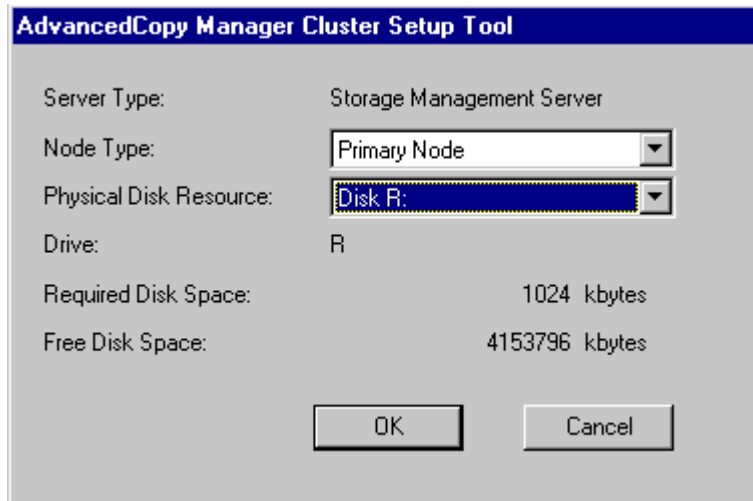 AdvancedCopy Manager Cluster Setup Tool
Server Type: Storage Management Server
Node Type: Primary Node
Physical Disk Resource: Disk R:
Drive: R
Required Disk Space: 1024 kbytes
Free Disk Space: 4153796 kbytes
OK Cancel